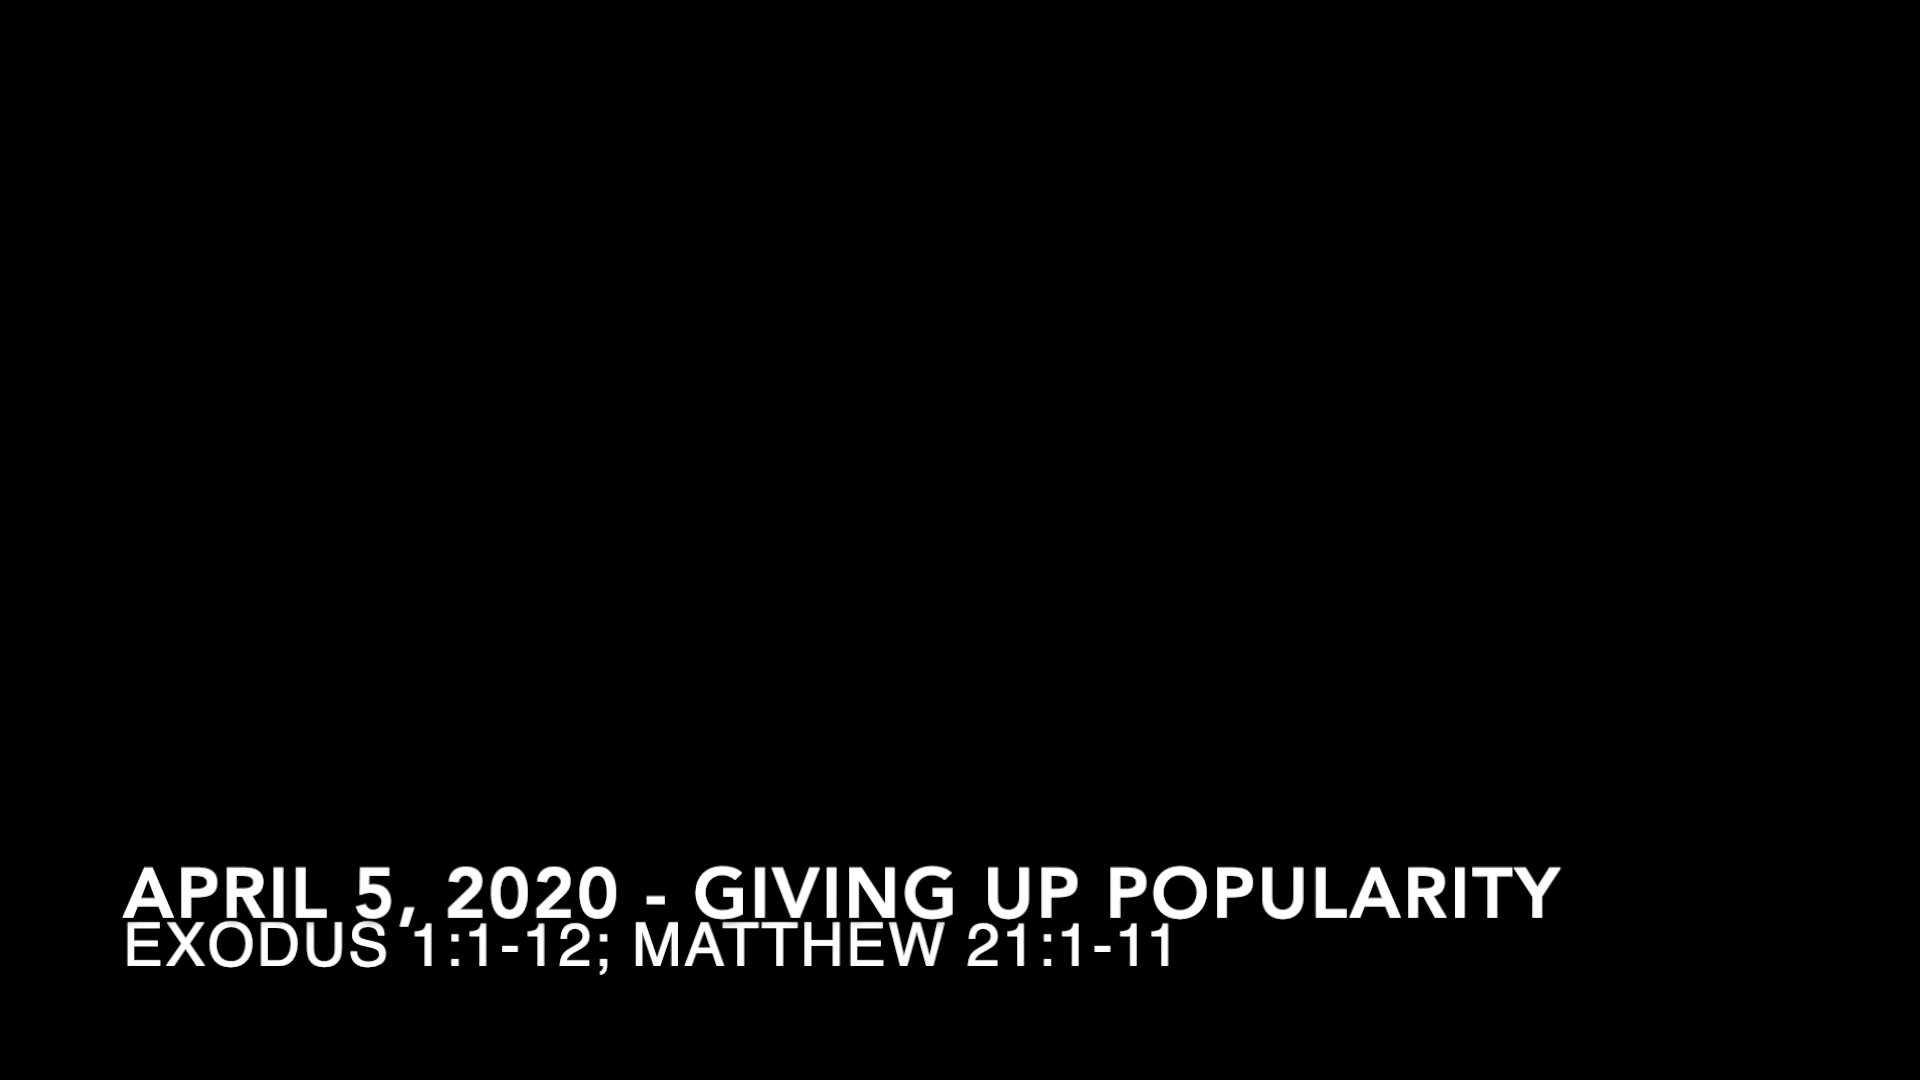 APRIL 5, 2020 - GIVING UP POPULARITY
EXODUS 1:1-12; MATTHEW 21:1-11